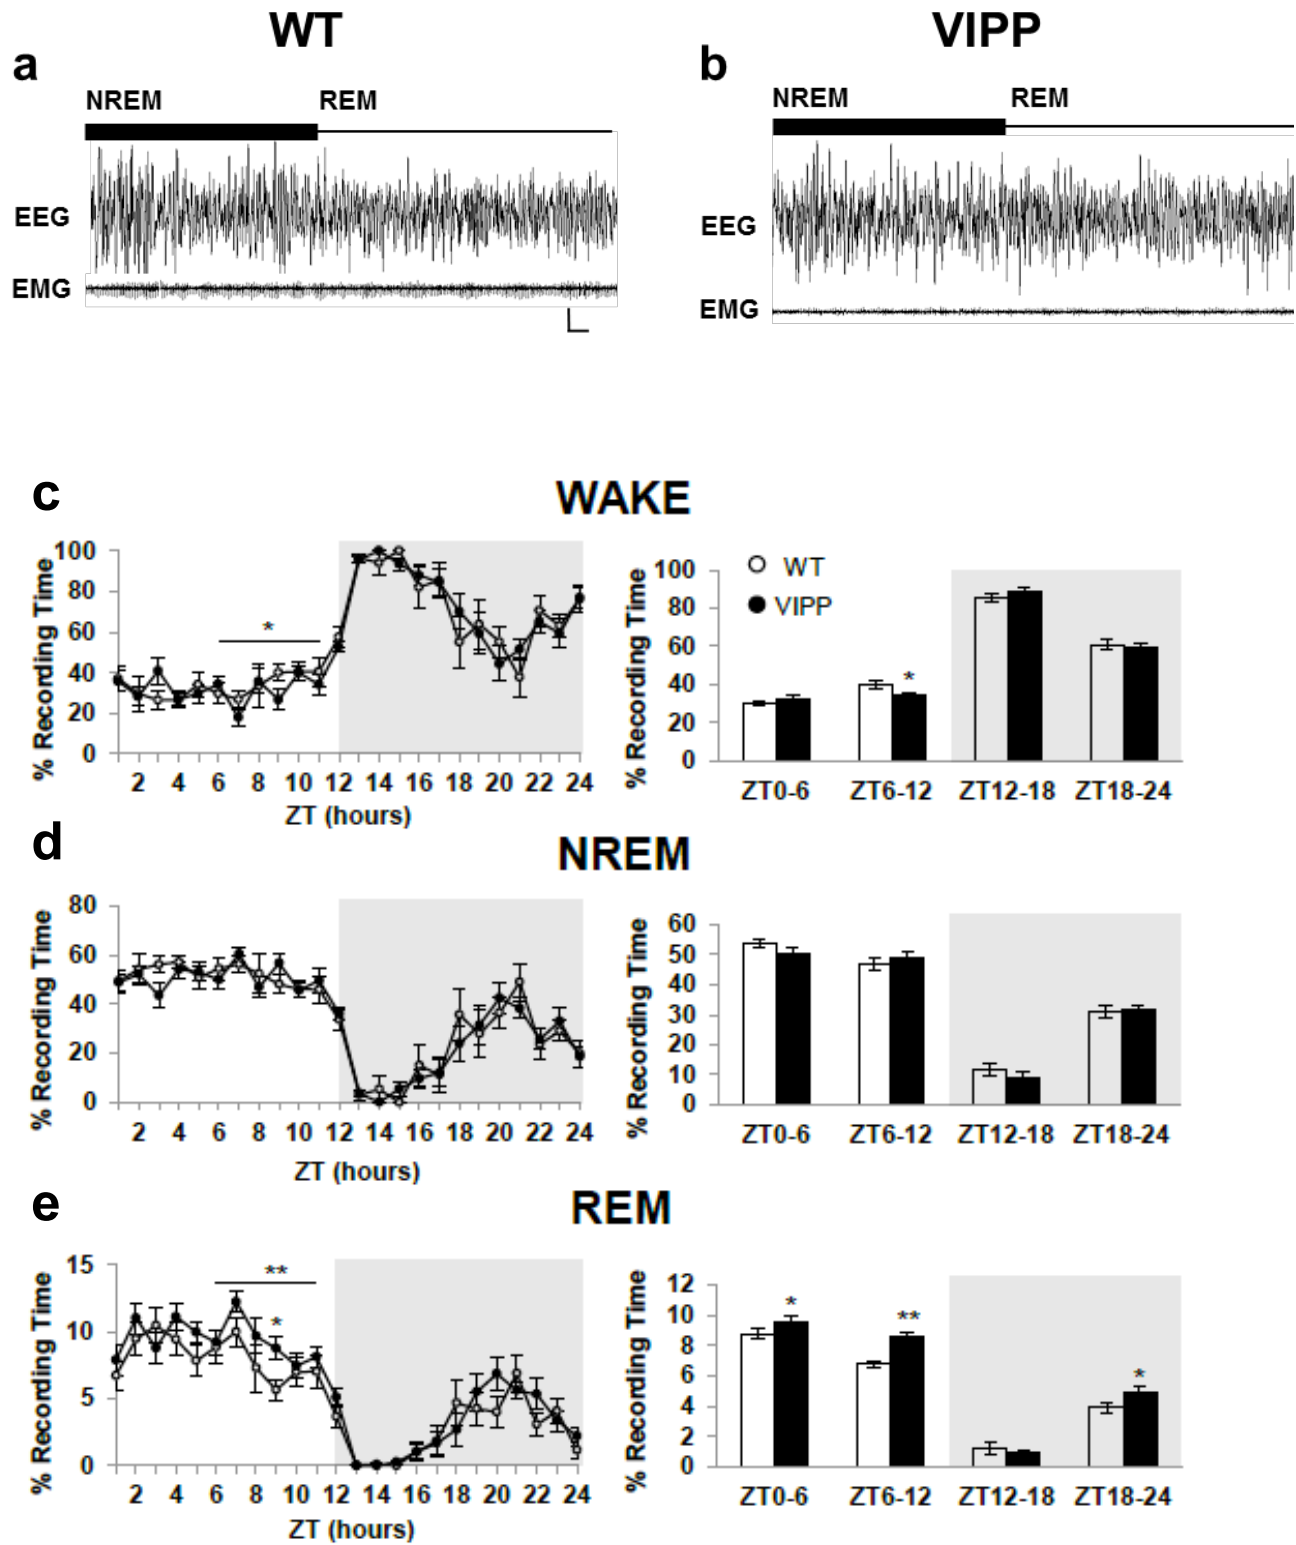 WT
VIPP
a
b
NREM
REM
NREM
REM
EEG
EMG
EEG
EMG
c
WAKE
% Recording Time
100
80
60
40
20
0
*
2 4 6 8 10 12 14 16 18 20 22 24
ZT (hours)
% Recording Time
100
80
60
40
20
0
WT
VIPP
*
ZT0-6 ZT6-12 ZT12-18 ZT18-24
d
NREM
% Recording Time
80
60
40
20
0
2 4 6 8 10 12 14 16 18 20 22 24
ZT (hours)
% Recording Time
60
50
40
30
20
10
0
ZT0-6 ZT6-12 ZT12-18 ZT18-24
e
REM
% Recording Time
15
10
5
0
**
*
2 4 6 8 10 12 14 16 18 20 22 24
ZT (hours)
% Recording Time
12
10
8
6
4
2
0
* ** *
ZT0-6 ZT6-12 ZT12-18 ZT18-24